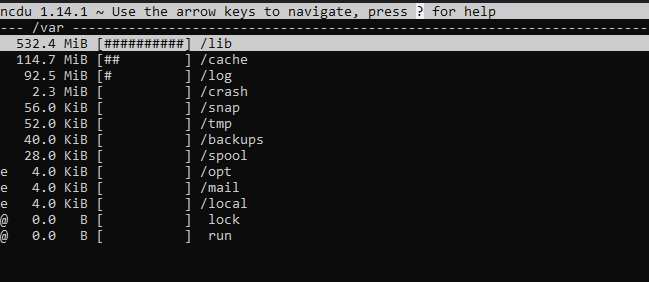 ncdu 1.14.1 ~ Use the arrow keys to navigate, press ? for help
--- /var -----------------------------------------------------------------------
  532.4 MiB [##########] /lib
  114.7 MiB [##        ] /cache
   92.5 MiB [#         ] /log
    2.3 MiB [          ] /crash
   56.0 KiB [          ] /snap
   52.0 KiB [          ] /tmp
   40.0 KiB [          ] /backups
   28.0 KiB [          ] /spool
e   4.0 KiB [          ] /opt
e   4.0 KiB [          ] /mail
e   4.0 KiB [          ] /local
@   0.0   B [          ]  lock
@   0.0   B [          ]  run